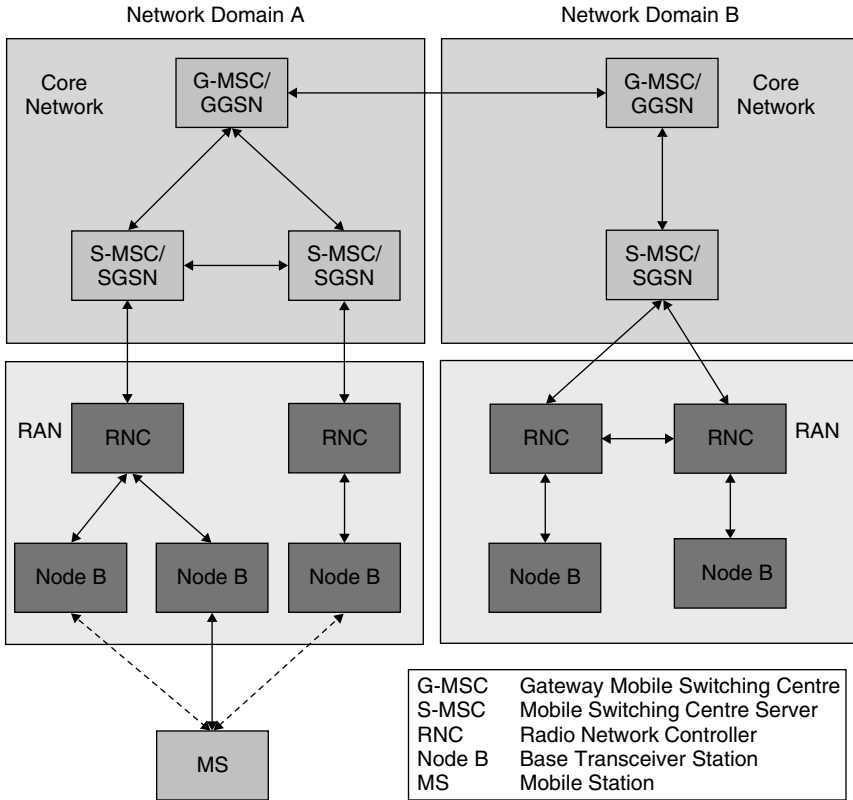 Network Domain A
Network Domain B
Core
Network
G-MSC/
GGSN
G-MSC/
GGSN
Core
Network
S-MSC/
SGSN
S-MSC/
SGSN
S-MSC/
SGSN
RAN
RNC
RNC
RNC
RNC
RAN
Node B
Node B
Node B
Node B
Node B
MS
G-MSC Gateway Mobile Switching Centre
S-MSC Mobile Switching Centre Server
RNC Radio Network Controller
Node B Base Transceiver Station
MS Mobile Station